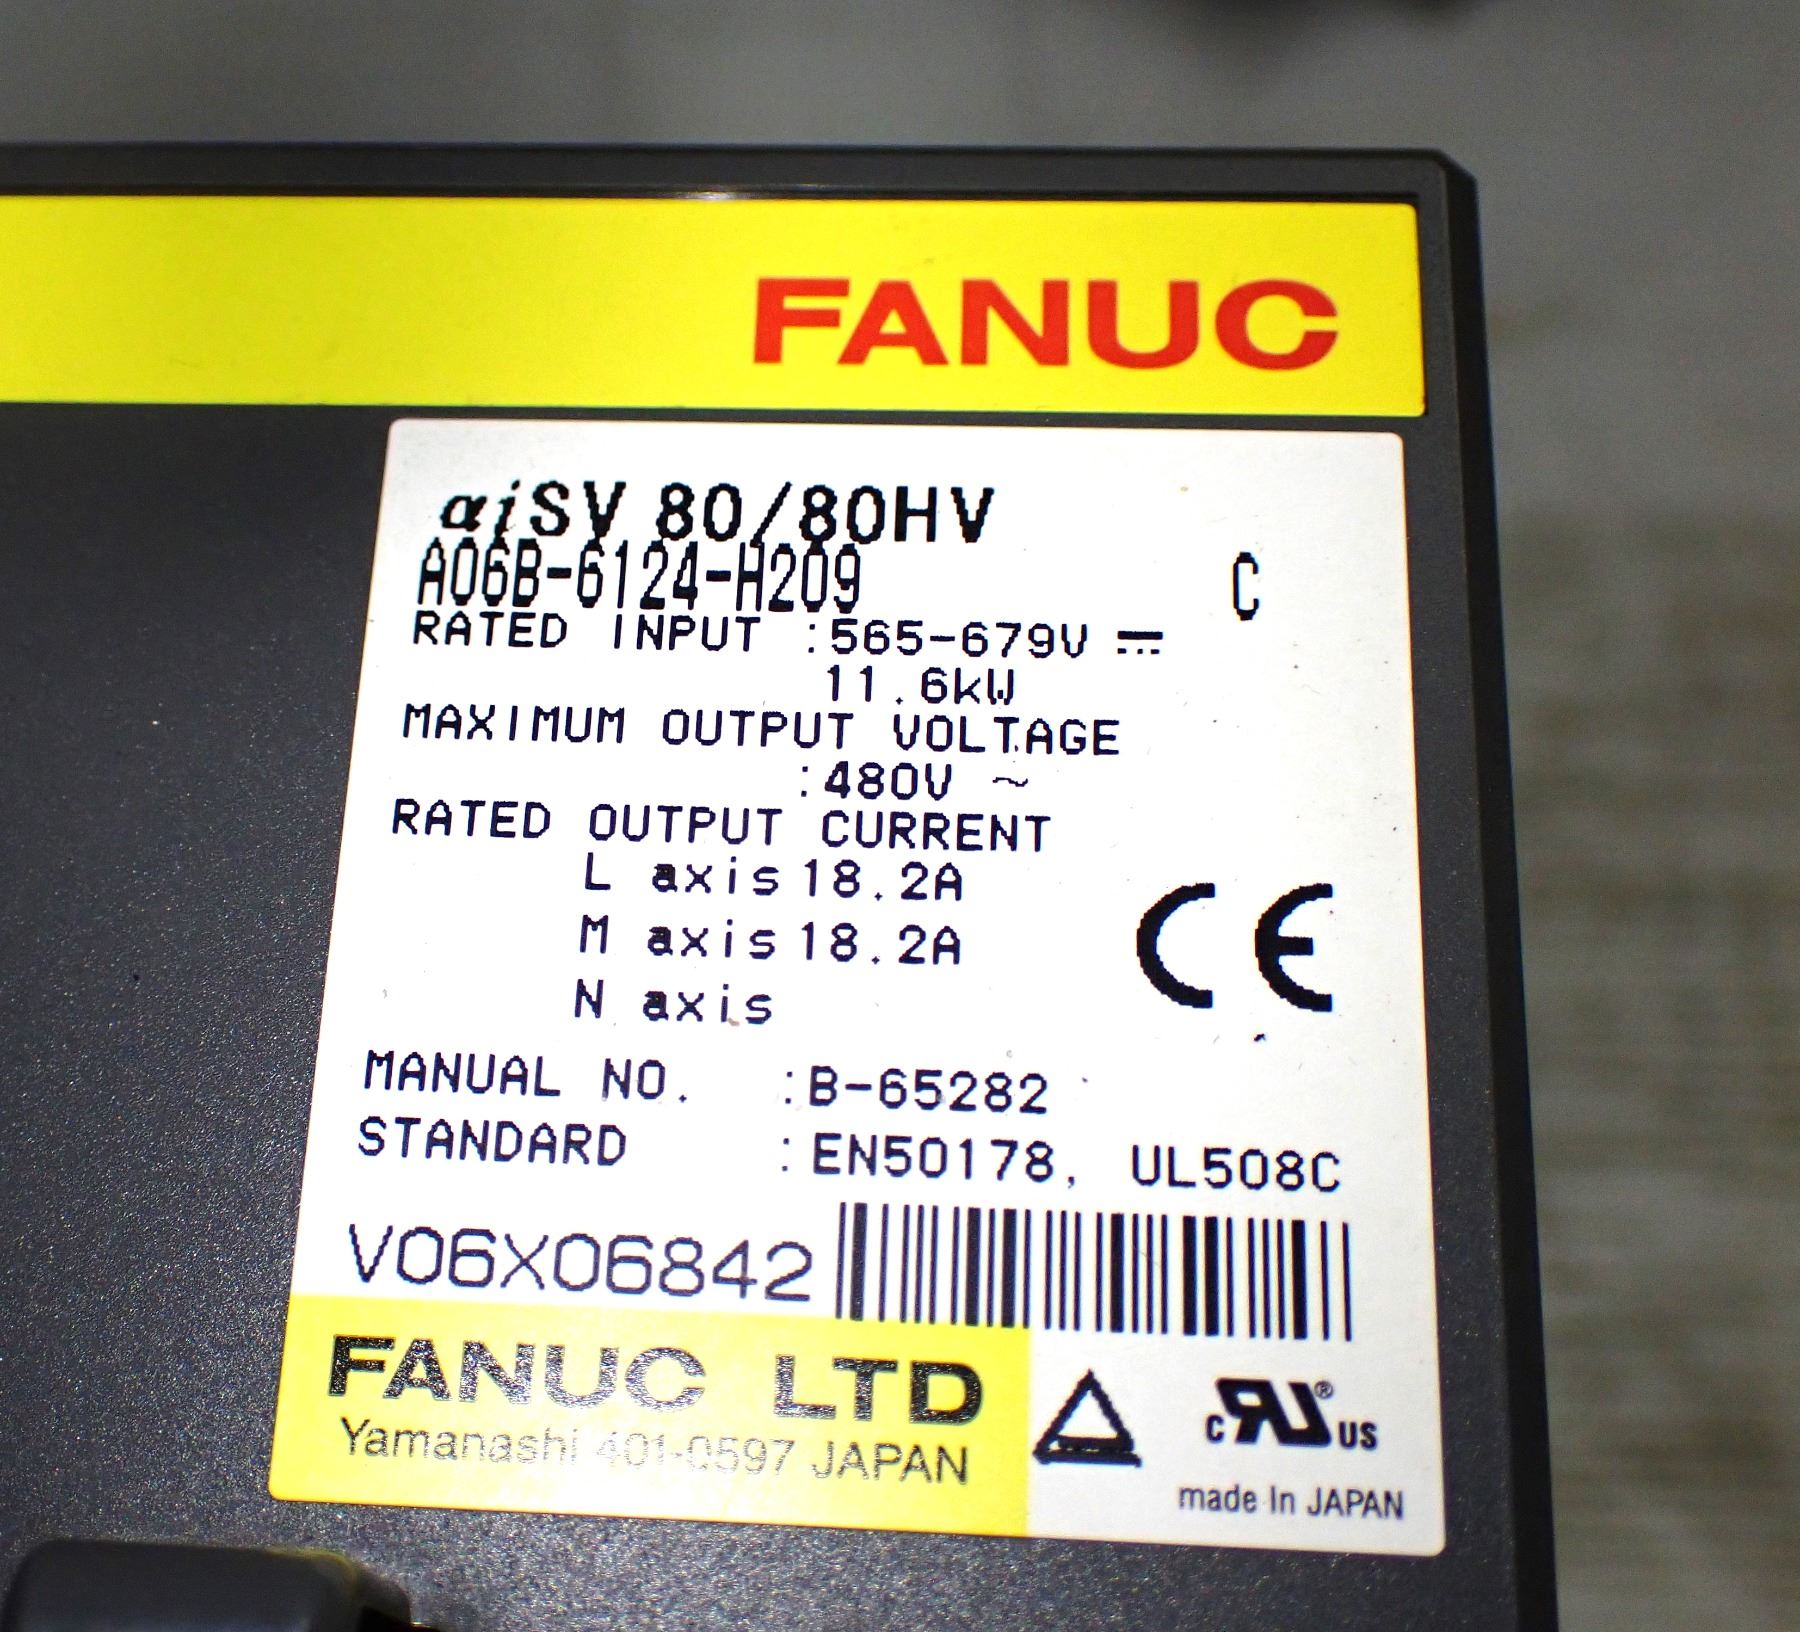 FANUC
αiSV 80/80HV
A06B-6124-H209 C
RATED INPUT :565-679V ⎓
11.6kW
MAXIMUM OUTPUT VOLTAGE
:480V ~
RATED OUTPUT CURRENT
L axis 18.2A
M axis 18.2A
N axis
MANUAL NO. :B-65282
STANDARD :EN50178, UL508C
V06X06842
FANUC LTD
Yamanashi 401-0597 JAPAN
CE
c RU® US
made In JAPAN